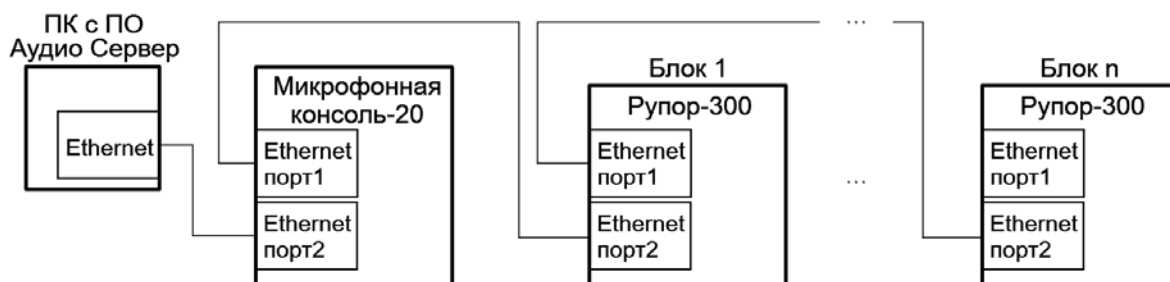 ПК с ПО
Аудио Сервер
Ethernet
Микрофонная
консоль-20
Ethernet
порт1
Ethernet
порт2
Блок 1
Рупор-300
Ethernet
порт1
Ethernet
порт2
...
...
Блок n
Рупор-300
Ethernet
порт1
Ethernet
порт2